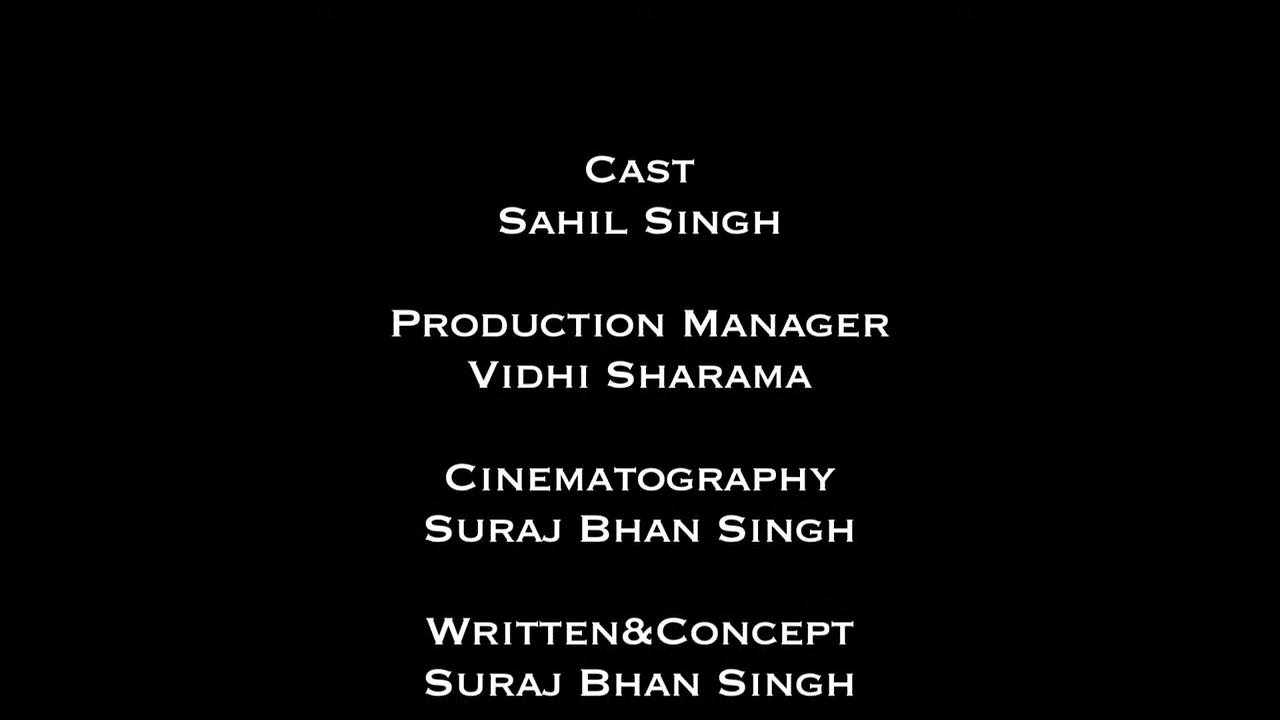 Cast
Sahil Singh
Production Manager
Vidhi Sharama
Cinematography
Suraj Bhan Singh
Written&Concept
Suraj Bhan Singh